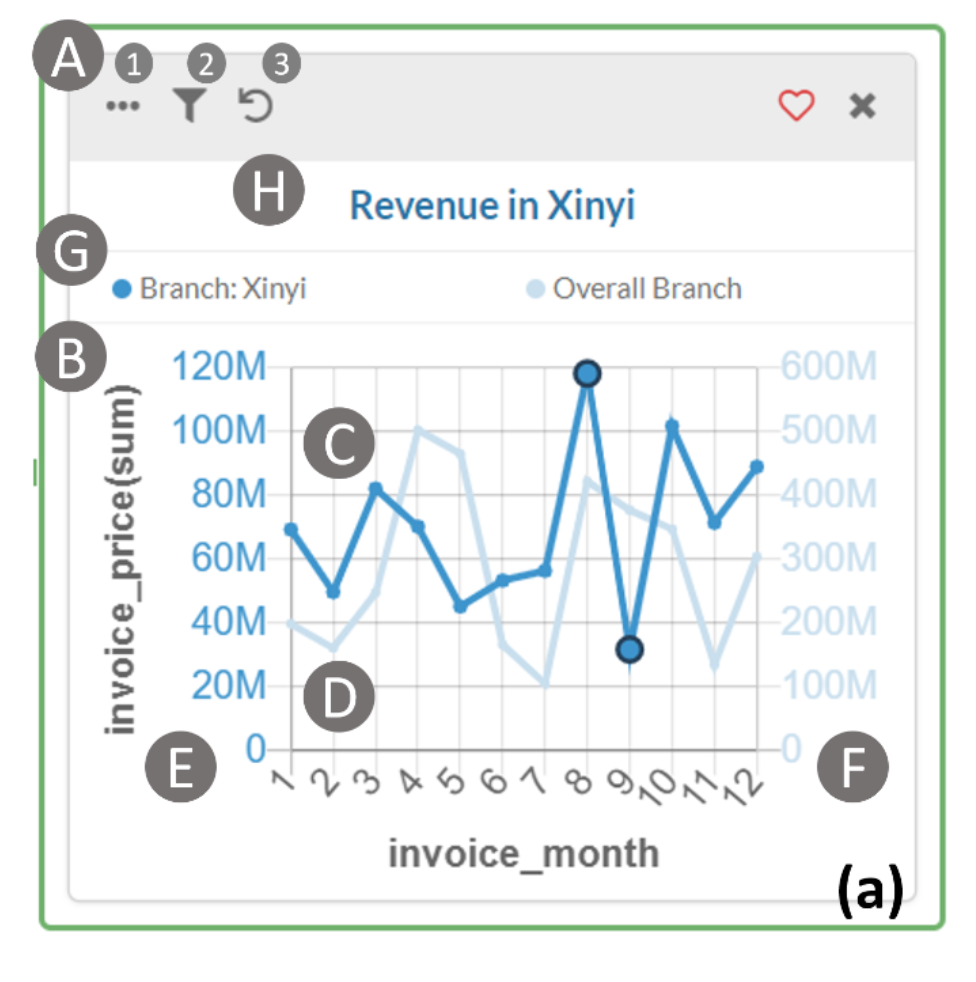 A 1 2 3
H
Revenue in Xinyi
G
Branch: Xinyi Overall Branch
B
invoice_price(sum)
120M 600M
100M C 500M
80M 400M
60M 300M
40M 200M
20M D 100M
0 0
E F
1 2 3 4 5 6 7 8 9 10 11 12
invoice_month
(a)